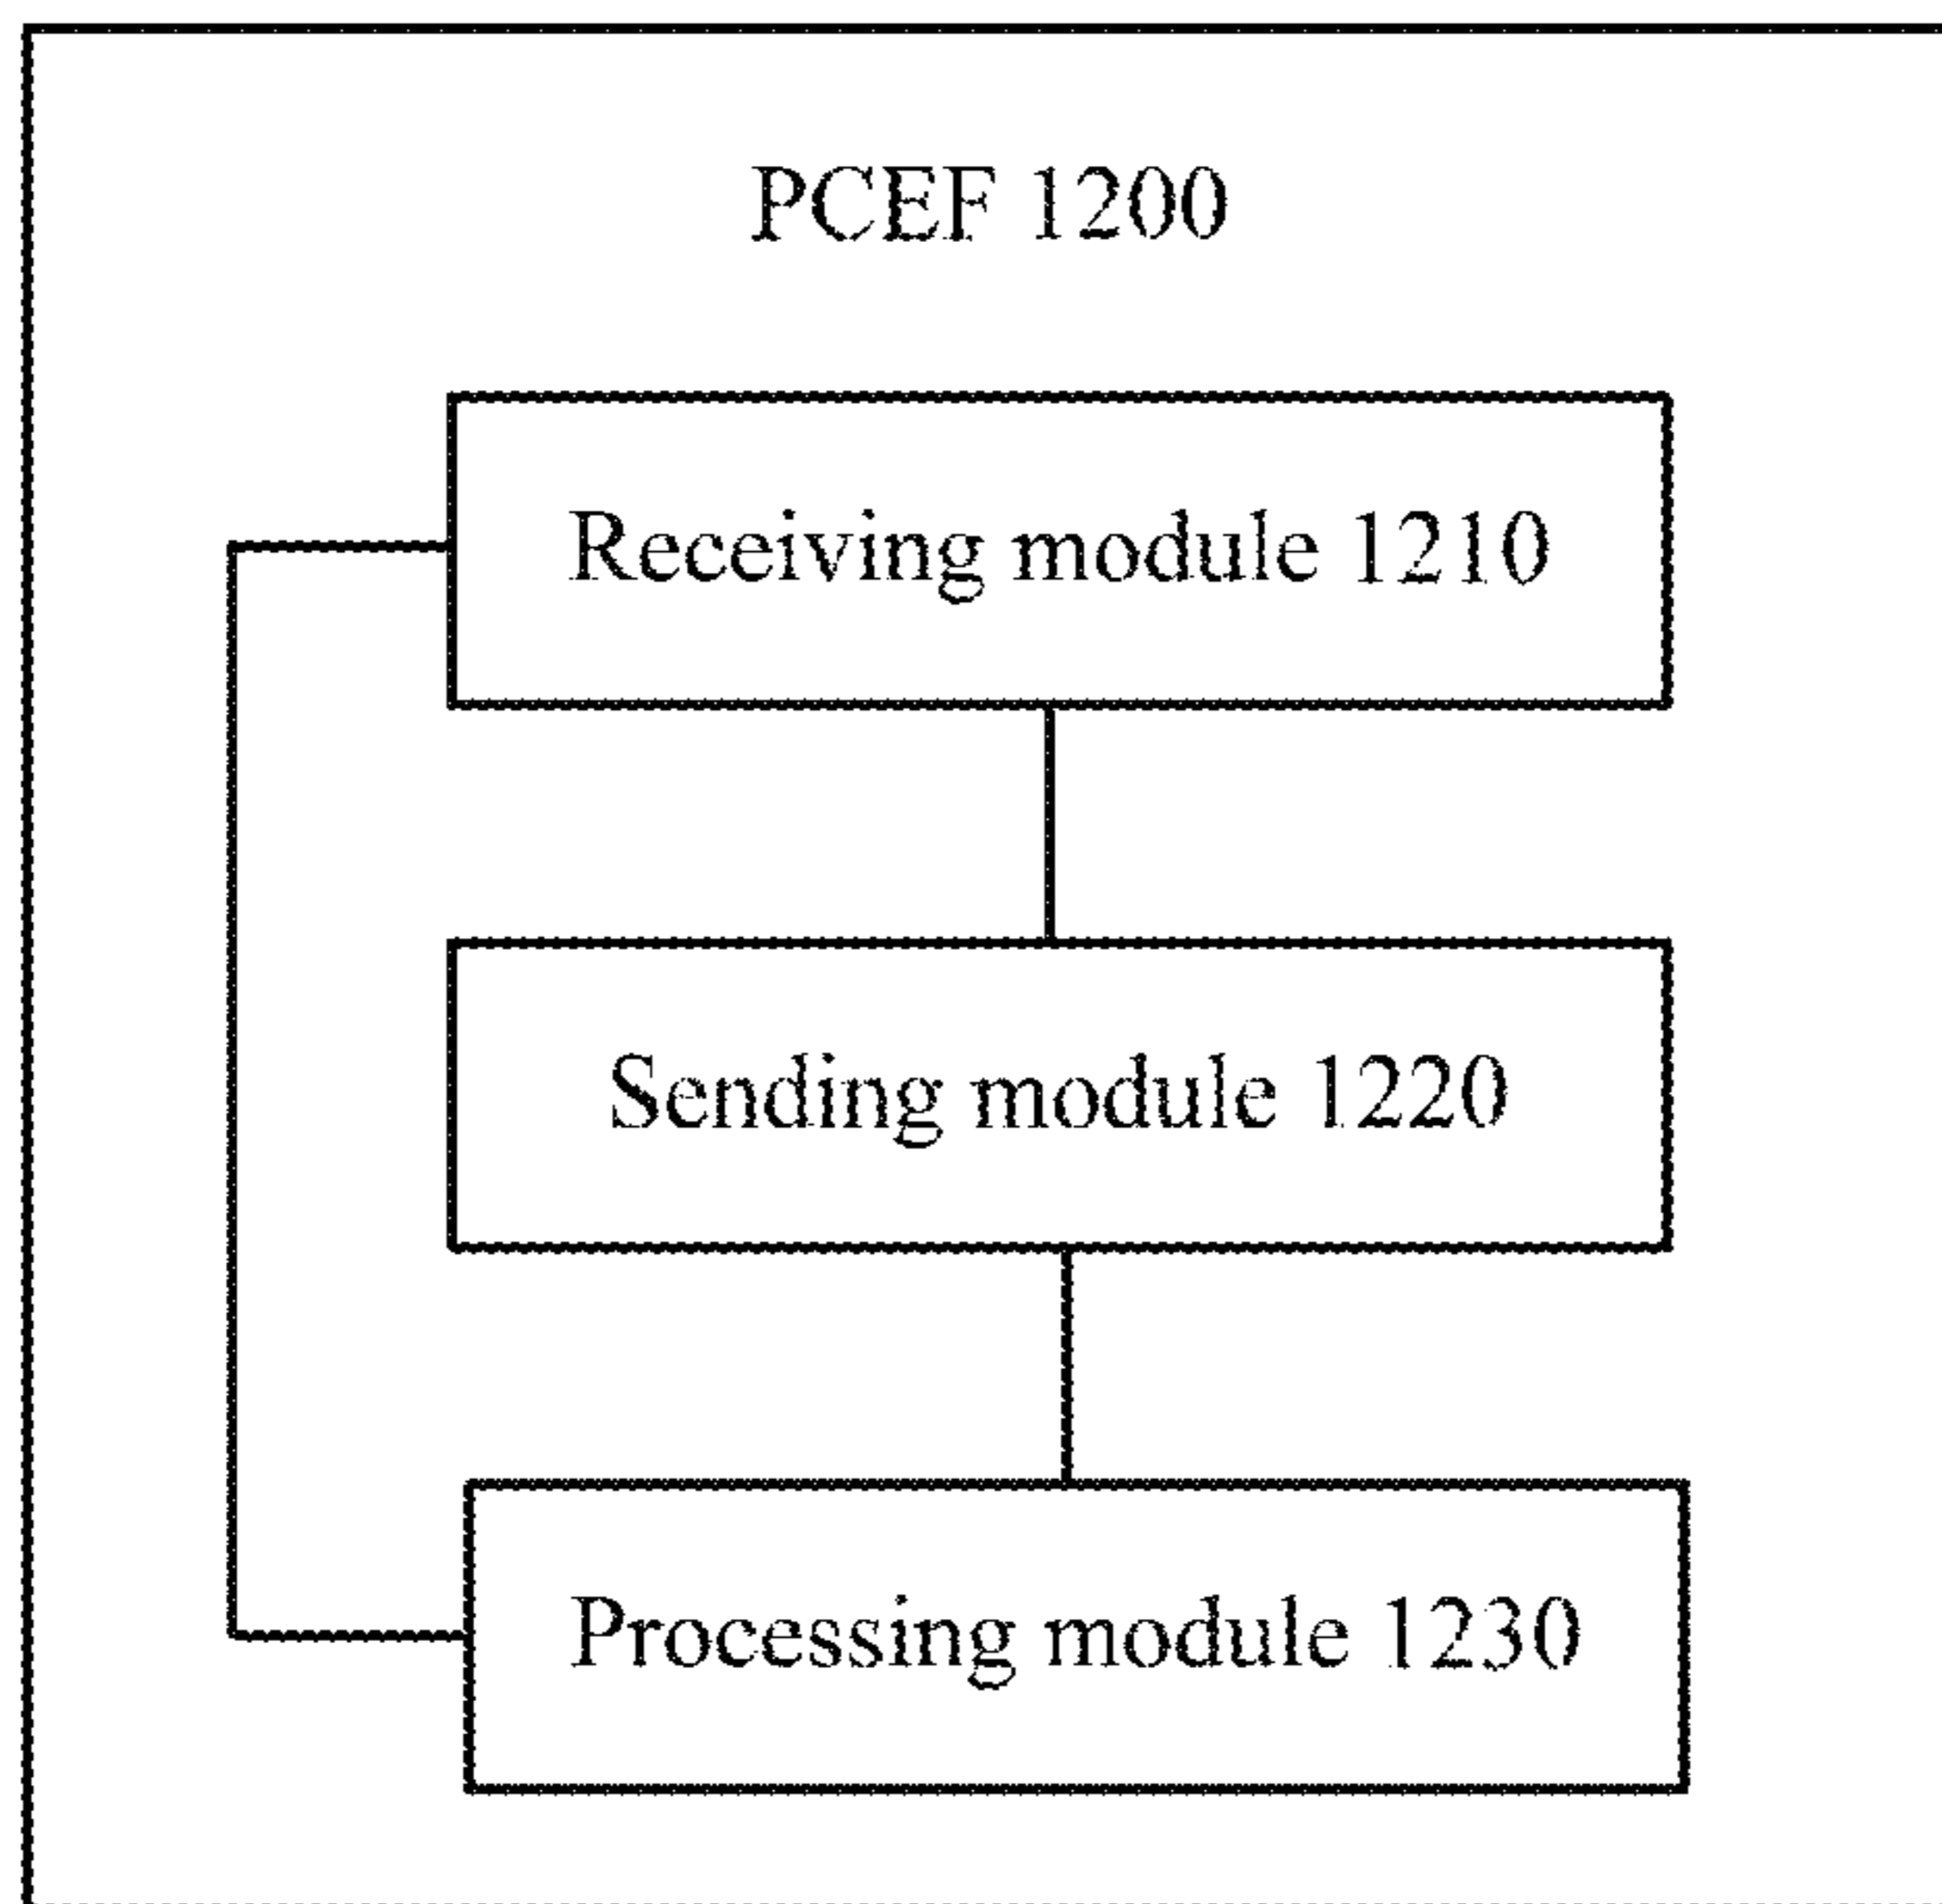 PCEF 1200
Receiving module 1210
Sending module 1220
Processing module 1230